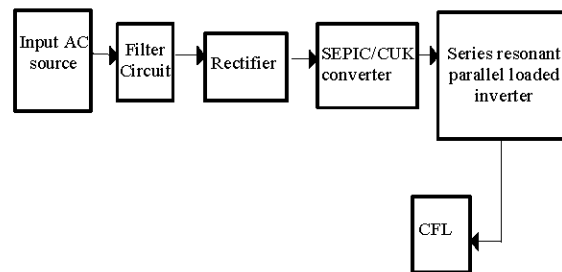 Input AC
source
Filter
Circuit
Rectifier
SEPIC/CUK
converter
Series resonant
parallel loaded
inverter
CFL